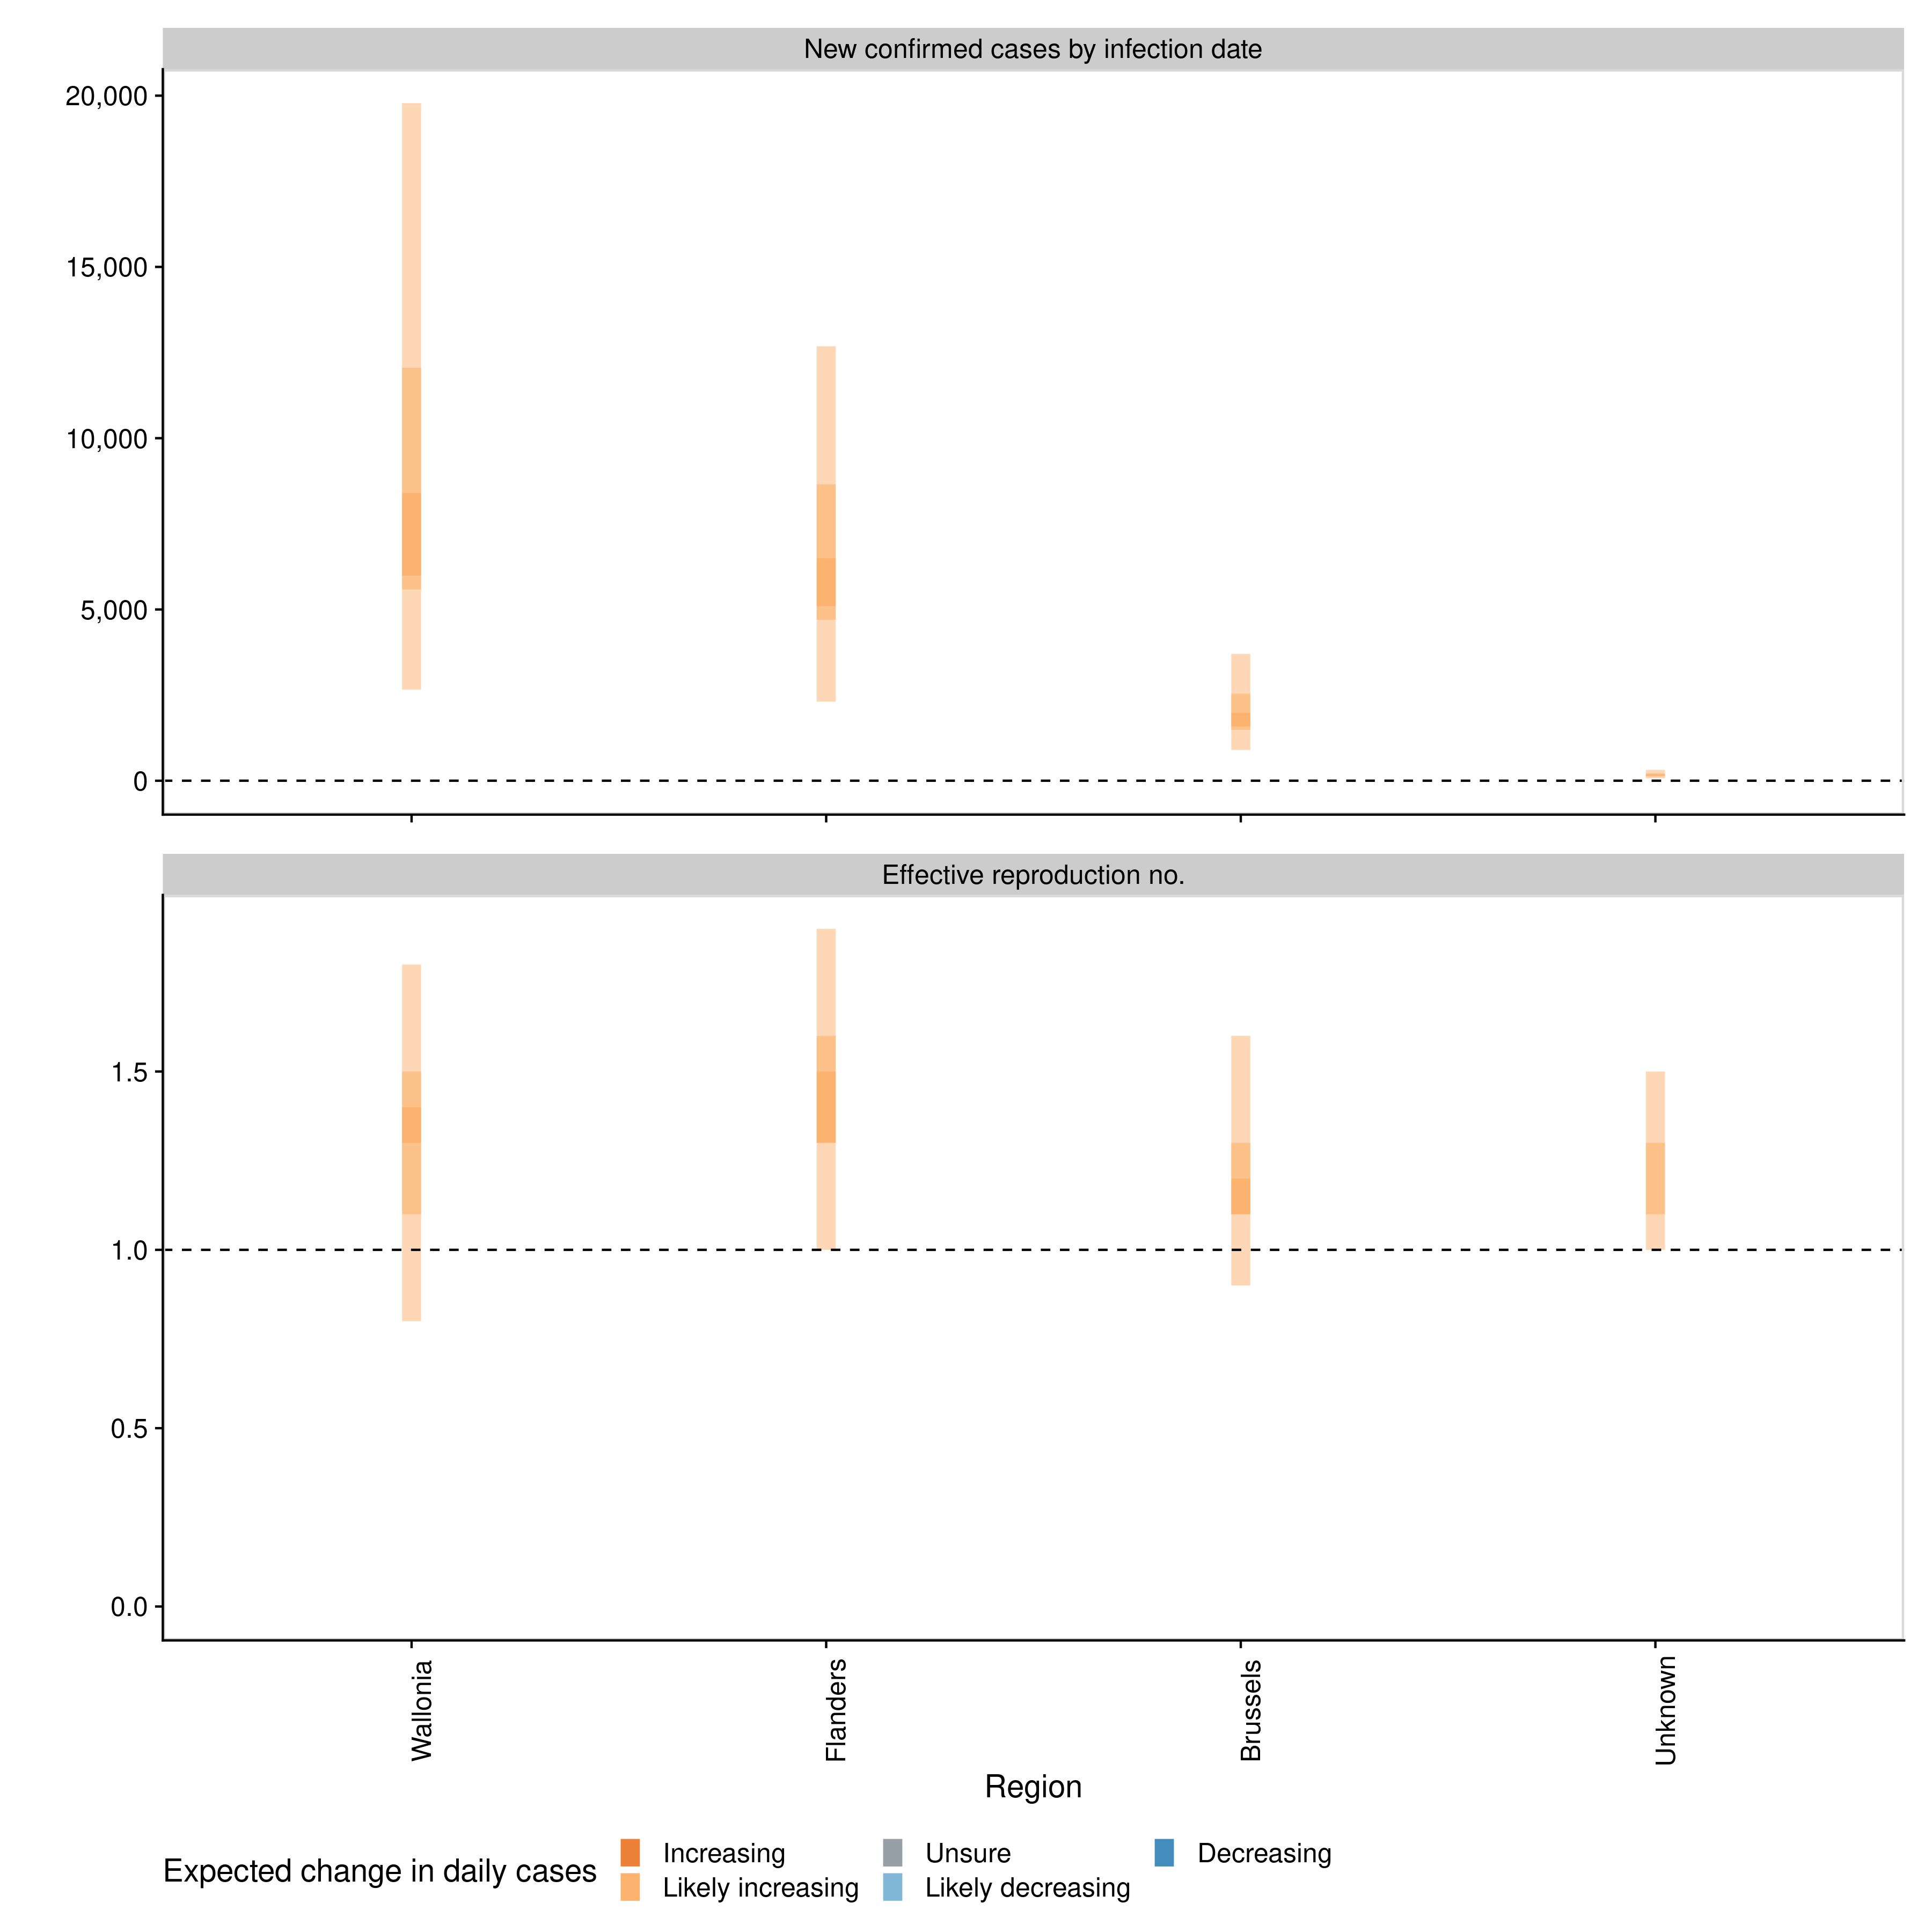 New confirmed cases by infection date
20,000
15,000
10,000
5,000
0
Effective reproduction no.
1.5
1.0
0.5
0.0
Wallonia
Flanders
Brussels
Unknown
Region
Expected change in daily cases
Increasing
Unsure
Decreasing
Likely increasing
Likely decreasing